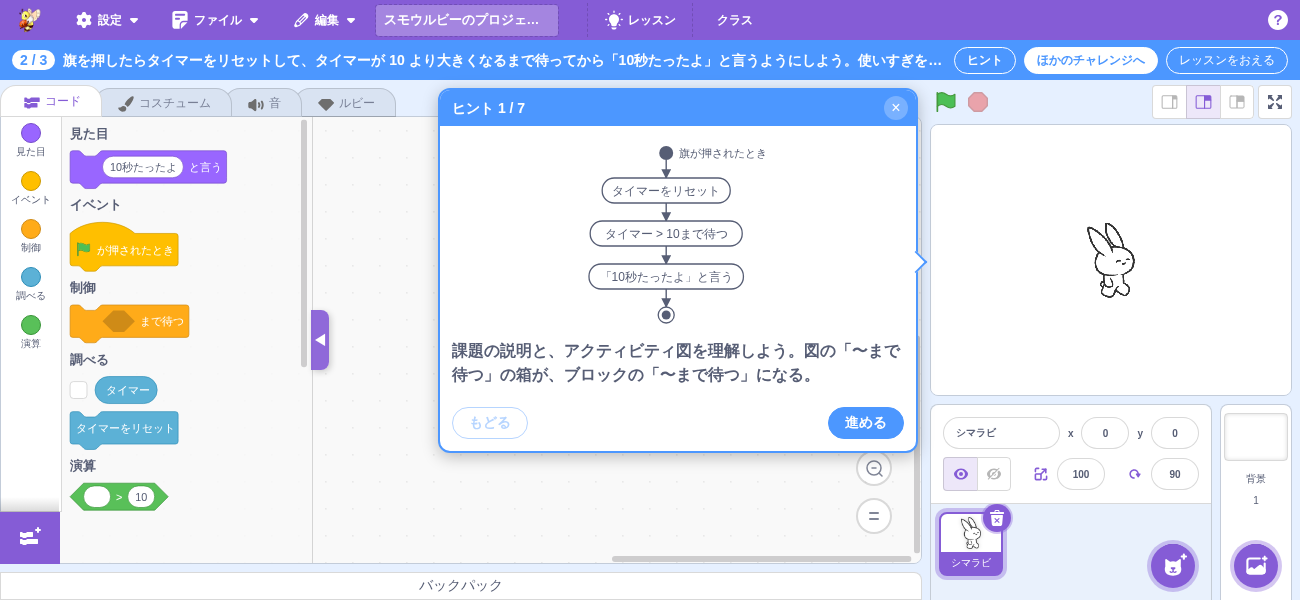 設定
ファイル
編集
スモウルビーのプロジェ…
レッスン
クラス
?
2 / 3
旗を押したらタイマーをリセットして、タイマーが 10 より大きくなるまで待ってから「10秒たったよ」と言うようにしよう。使いすぎを…
ヒント
ほかのチャレンジへ
レッスンをおえる
コード
コスチューム
音
ルビー
見た目
イベント
制御
調べる
演算
見た目
10秒たったよ と言う
イベント
が押されたとき
制御
まで待つ
調べる
タイマー
タイマーをリセット
演算
> 10
ヒント 1 / 7
×
旗が押されたとき
タイマーをリセット
タイマー > 10まで待つ
「10秒たったよ」と言う
課題の説明と、アクティビティ図を理解しよう。図の「〜まで
待つ」の箱が、ブロックの「〜まで待つ」になる。
もどる
進める
シマラビ
x
0
y
0
100
90
シマラビ
背景
1
バックパック